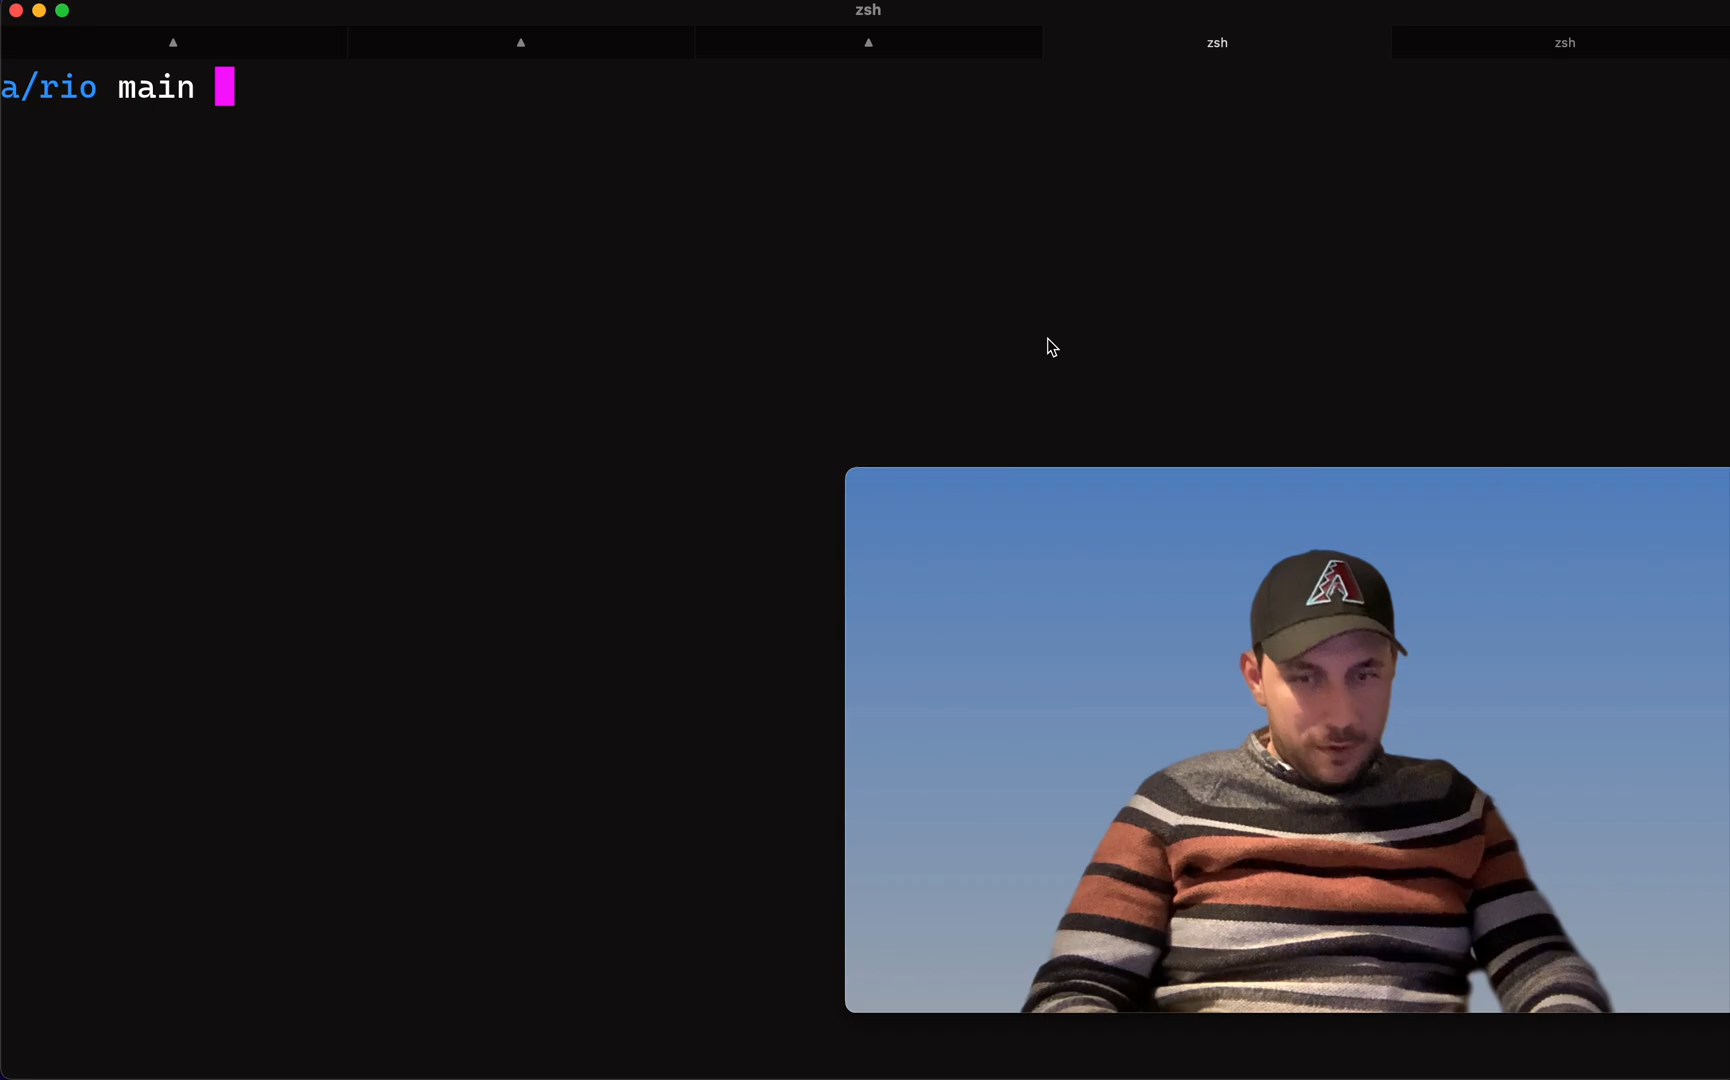 zsh
▲ ▲ ▲ zsh zsh
a/rio main
A